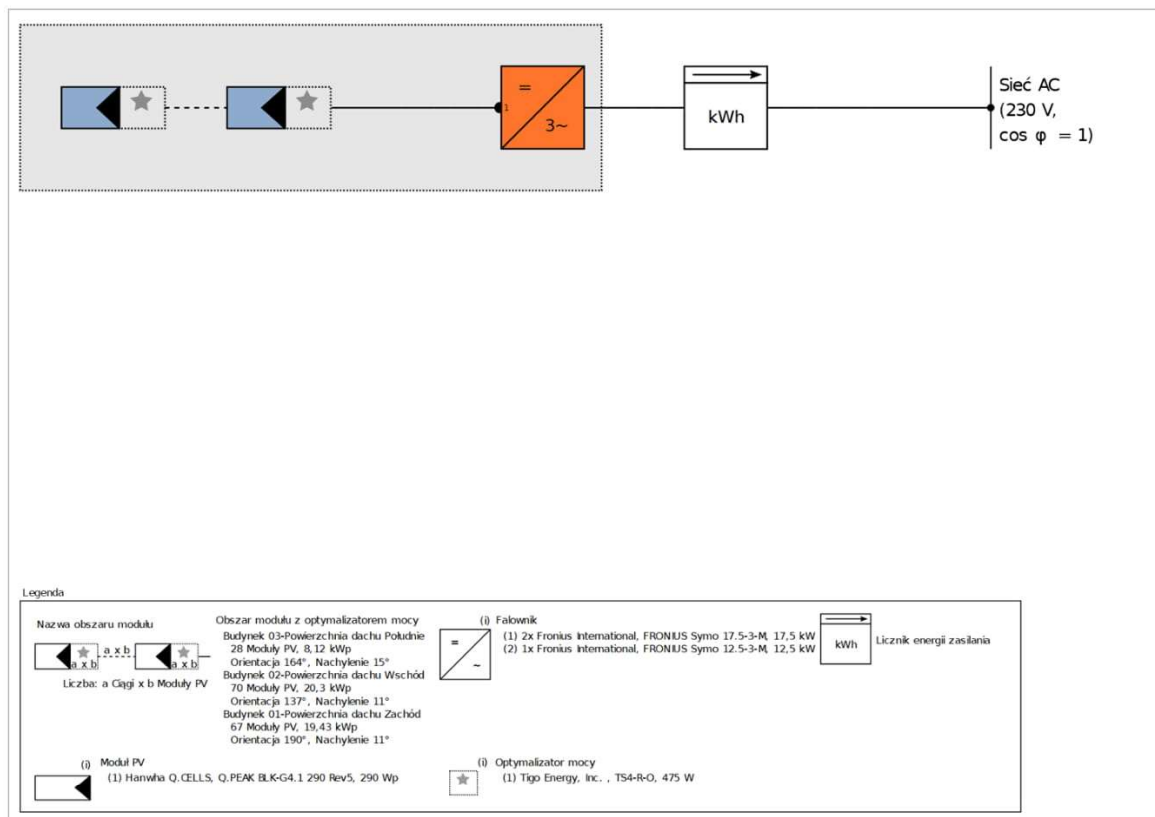 =
1
3~
kWh
Sieć AC
(230 V,
cos φ = 1)
Legenda
Nazwa obszaru modułu
a x b
a x b
a x b
Liczba: a Ciągi x b Moduły PV
Obszar modułu z optymalizatorem mocy
Budynek 03-Powierzchnia dachu Południe
28 Moduły PV, 8,12 kWp
Orientacja 164°, Nachylenie 15°
Budynek 02-Powierzchnia dachu Wschód
70 Moduły PV, 20,3 kWp
Orientacja 137°, Nachylenie 11°
Budynek 01-Powierzchnia dachu Zachód
67 Moduły PV, 19,43 kWp
Orientacja 190°, Nachylenie 11°
=
~
(i) Falownik
(1) 2x Fronius International, FRONIUS Symo 17.5-3-M, 17,5 kW
(2) 1x Fronius International, FRONIUS Symo 12.5-3-M, 12,5 kW
kWh
Licznik energii zasilania
(i) Moduł PV
(1) Hanwha Q.CELLS, Q.PEAK BLK-G4.1 290 Rev5, 290 Wp
(i) Optymalizator mocy
(1) Tigo Energy, Inc. , TS4-R-O, 475 W